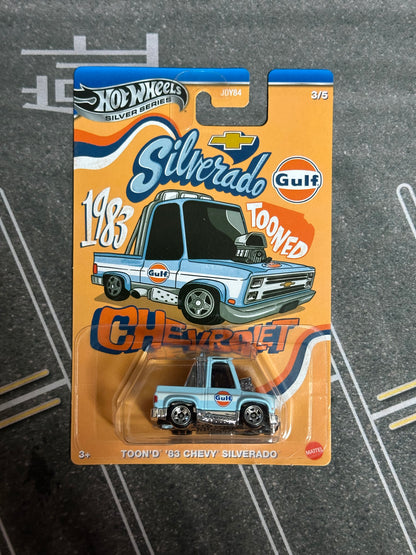 HOT WHEELS
SILVER SERIES
JDY84
3/5
Silverado
Gulf
1983
TOONED
Gulf
CHEVROLET
Gulf
3+
TOON'D '83 CHEVY SILVERADO
MATTEL